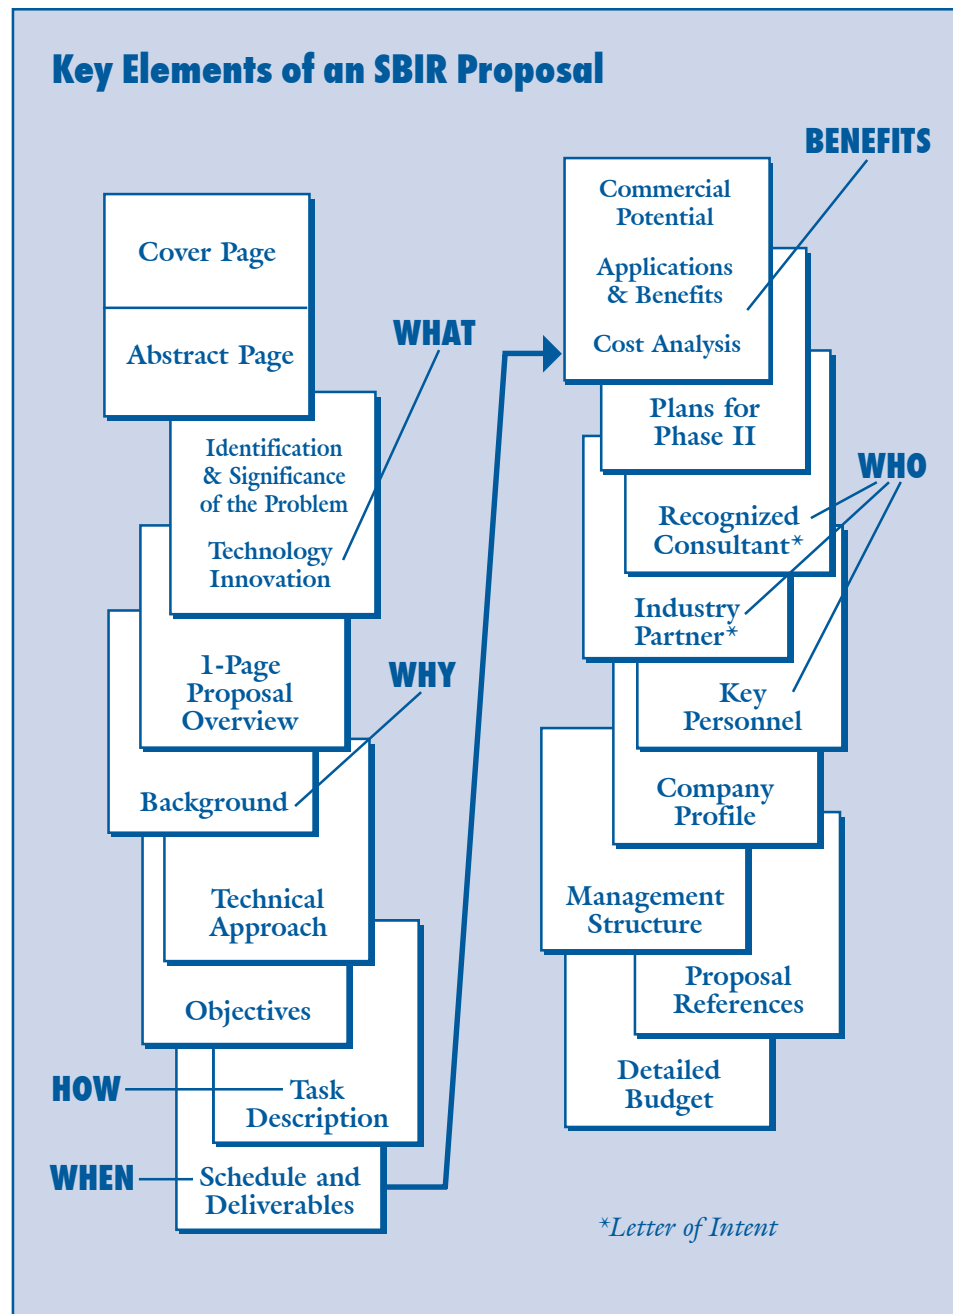 Key Elements of an SBIR Proposal
Cover Page
Abstract Page
WHAT
Identification
& Significance
of the Problem
Technology
Innovation
1-Page
Proposal
Overview
WHY
Background
Technical
Approach
Objectives
HOW
Task
Description
WHEN
Schedule and
Deliverables
BENEFITS
Commercial
Potential
Applications
& Benefits
Cost Analysis
Plans for
Phase II
WHO
Recognized
Consultant*
Industry
Partner*
Key
Personnel
Company
Profile
Management
Structure
Proposal
References
Detailed
Budget
*Letter of Intent